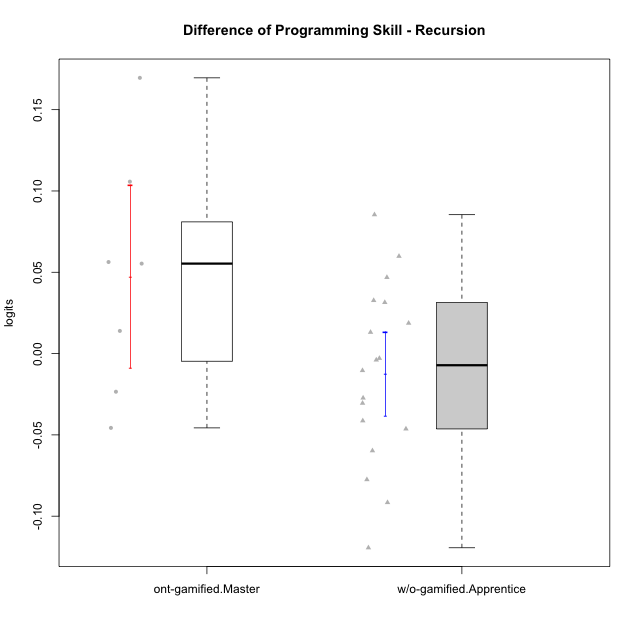 Difference of Programming Skill - Recursion
logits
0.15
0.10
0.05
0.00
-0.05
-0.10
ont-gamified.Master
w/o-gamified.Apprentice